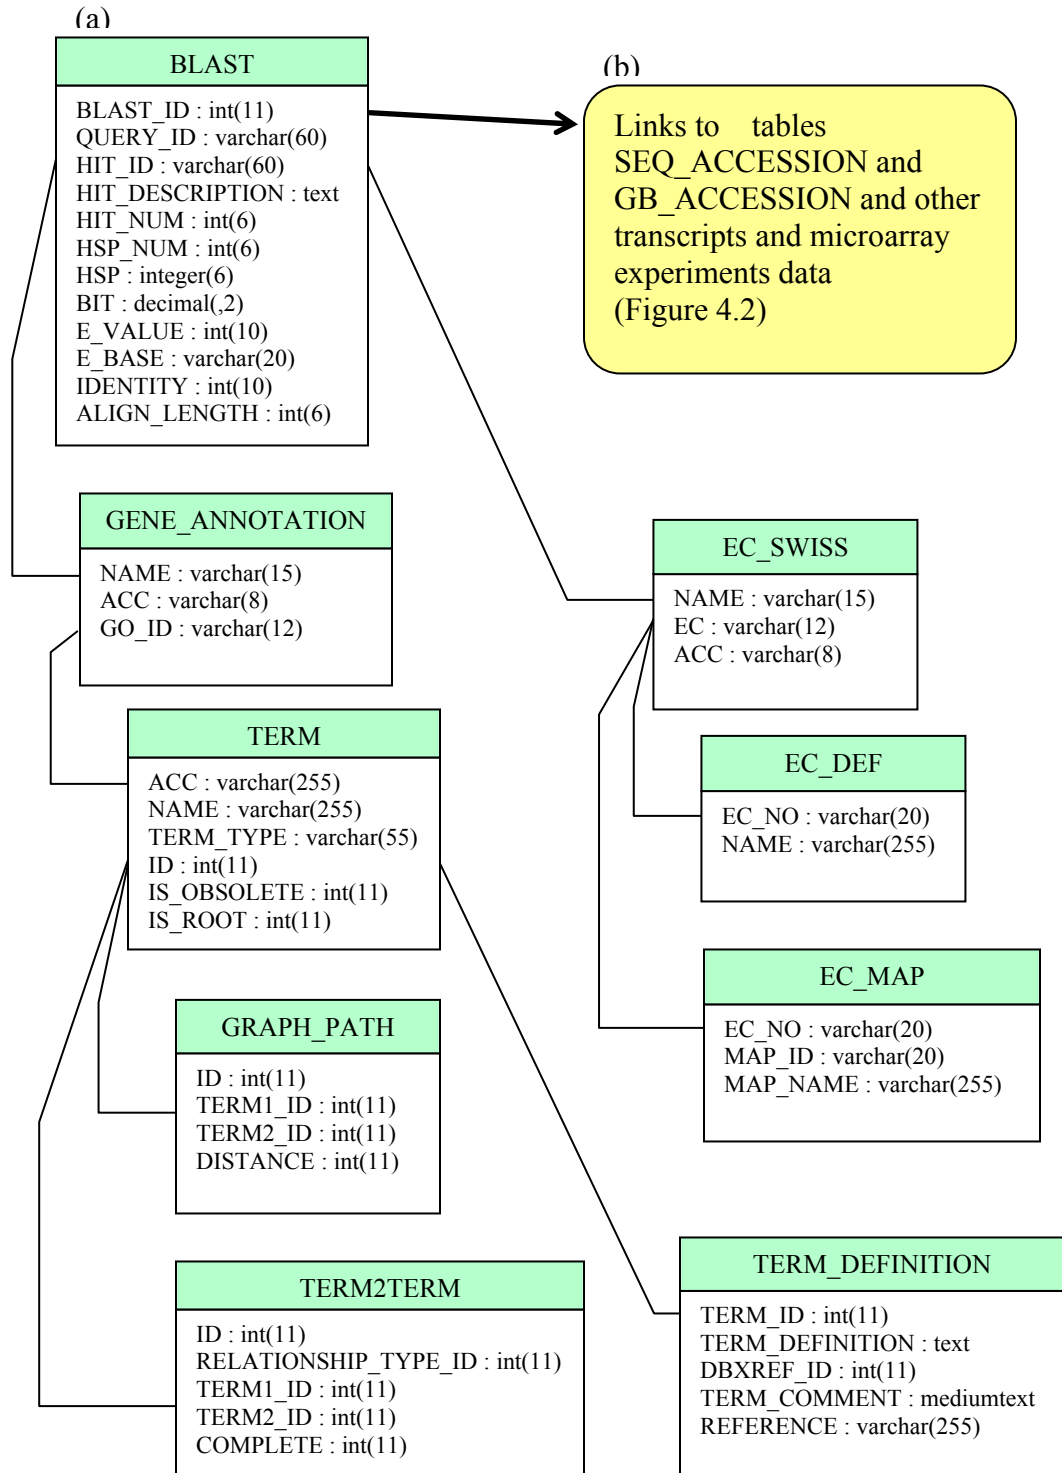 (a)
BLAST
BLAST_ID : int(11)
QUERY_ID : varchar(60)
HIT_ID : varchar(60)
HIT_DESCRIPTION : text
HIT_NUM : int(6)
HSP_NUM : int(6)
HSP : integer(6)
BIT : decimal(,2)
E_VALUE : int(10)
E_BASE : varchar(20)
IDENTITY : int(10)
ALIGN_LENGTH : int(6)
(b)
Links to tables
SEQ_ACCESSION and
GB_ACCESSION and other
transcripts and microarray
experiments data
(Figure 4.2)
GENE_ANNOTATION
NAME : varchar(15)
ACC : varchar(8)
GO_ID : varchar(12)
EC_SWISS
NAME : varchar(15)
EC : varchar(12)
ACC : varchar(8)
TERM
ACC : varchar(255)
NAME : varchar(255)
TERM_TYPE : varchar(55)
ID : int(11)
IS_OBSOLETE : int(11)
IS_ROOT : int(11)
EC_DEF
EC_NO : varchar(20)
NAME : varchar(255)
EC_MAP
EC_NO : varchar(20)
MAP_ID : varchar(20)
MAP_NAME : varchar(255)
GRAPH_PATH
ID : int(11)
TERM1_ID : int(11)
TERM2_ID : int(11)
DISTANCE : int(11)
TERM2TERM
ID : int(11)
RELATIONSHIP_TYPE_ID : int(11)
TERM1_ID : int(11)
TERM2_ID : int(11)
COMPLETE : int(11)
TERM_DEFINITION
TERM_ID : int(11)
TERM_DEFINITION : text
DBXREF_ID : int(11)
TERM_COMMENT : mediumtext
REFERENCE : varchar(255)